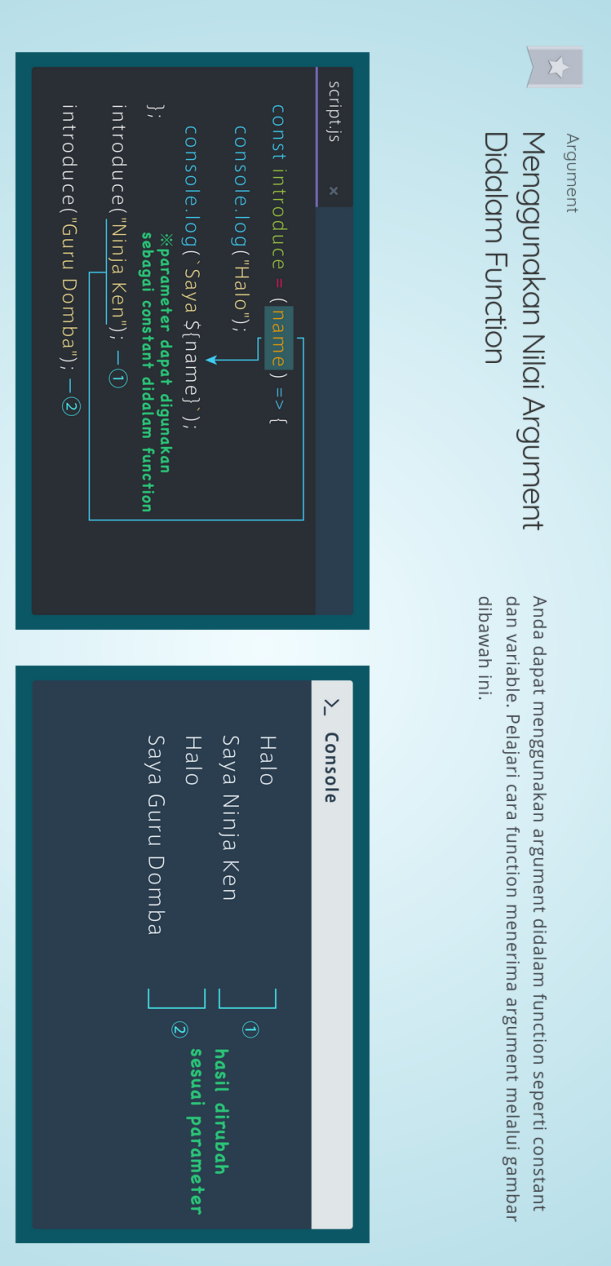 Argument
Menggunakan Nilai Argument
Didalam Function
Anda dapat menggunakan argument didalam function seperti constant
dan variable. Pelajari cara function menerima argument melalui gambar
dibawah ini.
script.js ×
const introduce = (name) => {
console.log("Halo");
console.log(`Saya ${name}`);
※parameter dapat digunakan
sebagai constant didalam function
};
introduce("Ninja Ken"); —①
introduce("Guru Domba"); —②
>_ Console
Halo
Saya Ninja Ken
①
Halo
Saya Guru Domba
②
hasil dirubah
sesuai parameter